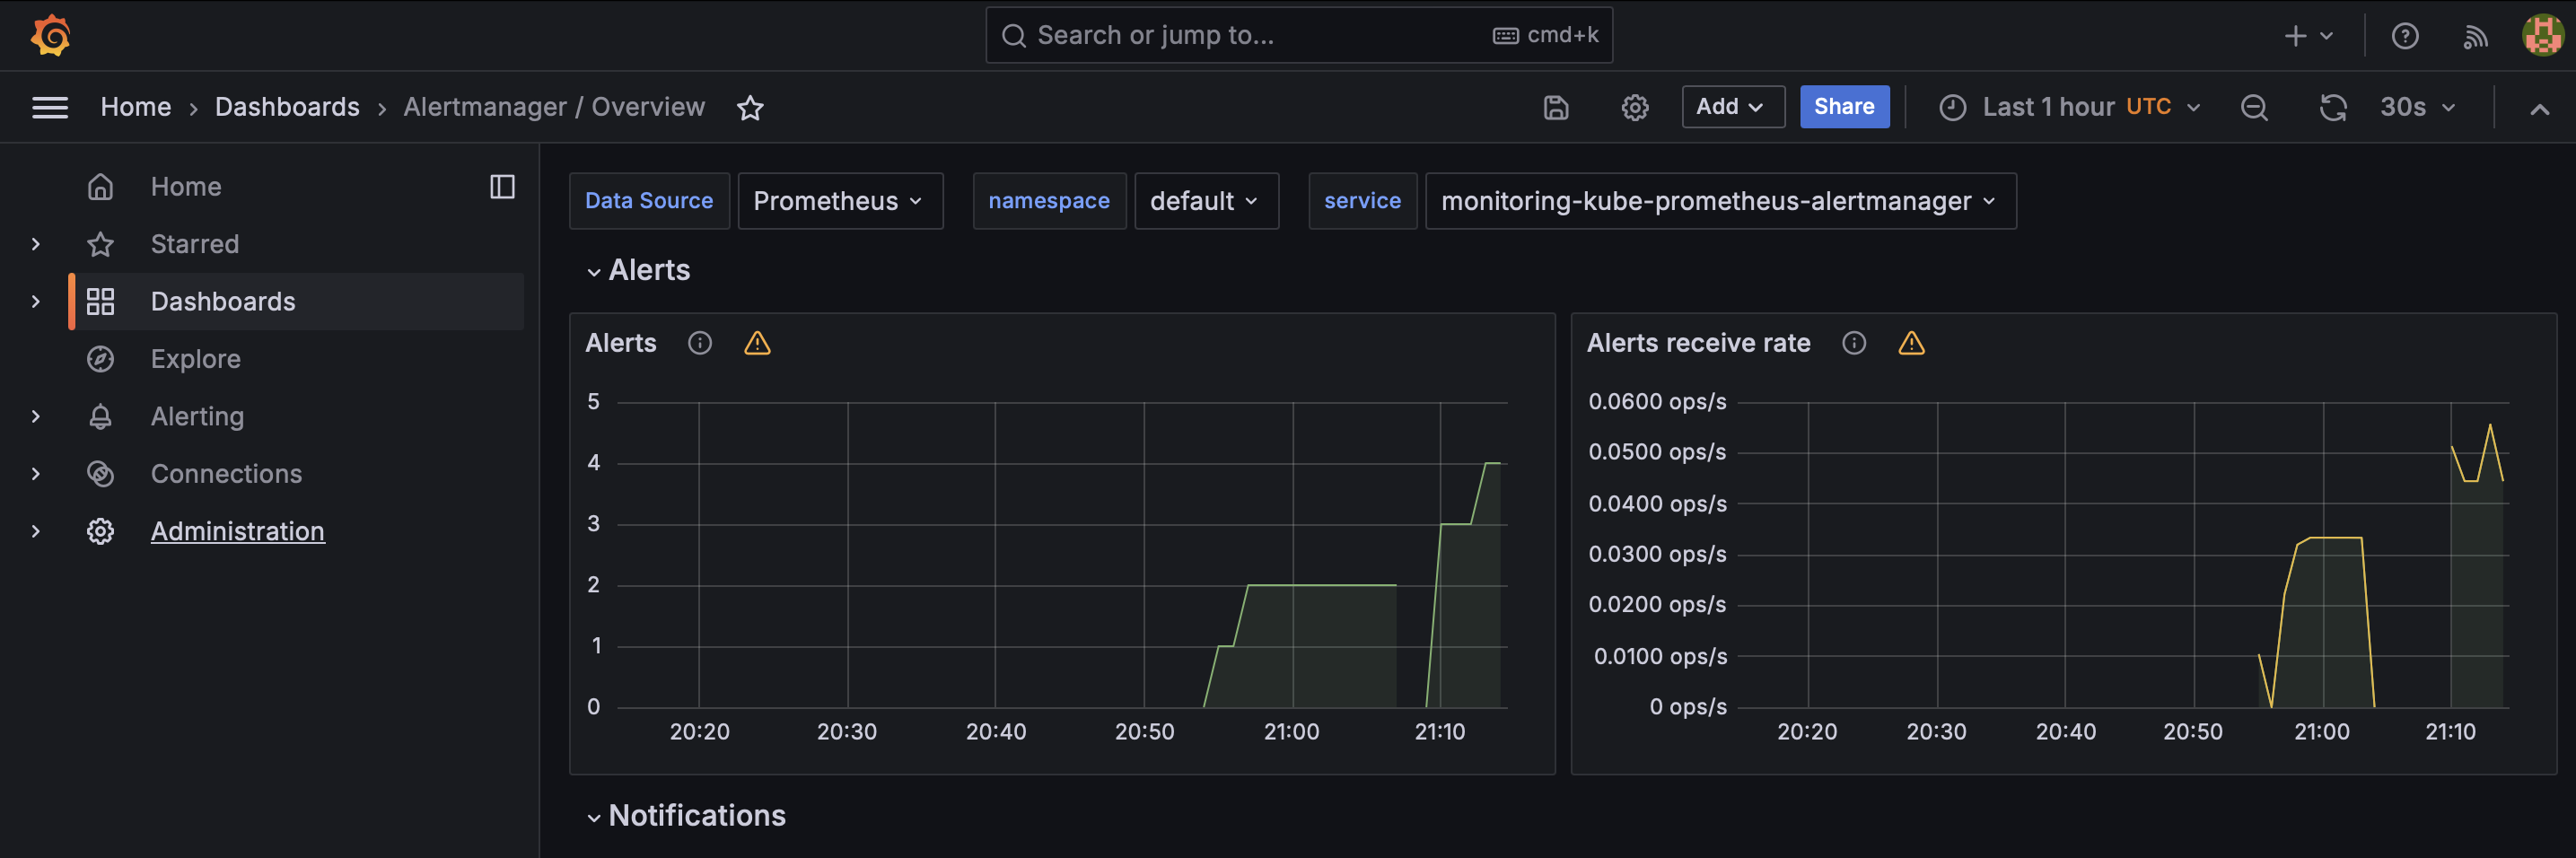 Search or jump to... cmd+k
Home › Dashboards › Alertmanager / Overview Add Share Last 1 hour UTC 30s
Home
Starred
Dashboards
Explore
Alerting
Connections
Administration
Data Source Prometheus namespace default service monitoring-kube-prometheus-alertmanager
Alerts
Alerts
5
4
3
2
1
0
20:20 20:30 20:40 20:50 21:00 21:10
Alerts receive rate
0.0600 ops/s
0.0500 ops/s
0.0400 ops/s
0.0300 ops/s
0.0200 ops/s
0.0100 ops/s
0 ops/s
20:20 20:30 20:40 20:50 21:00 21:10
Notifications